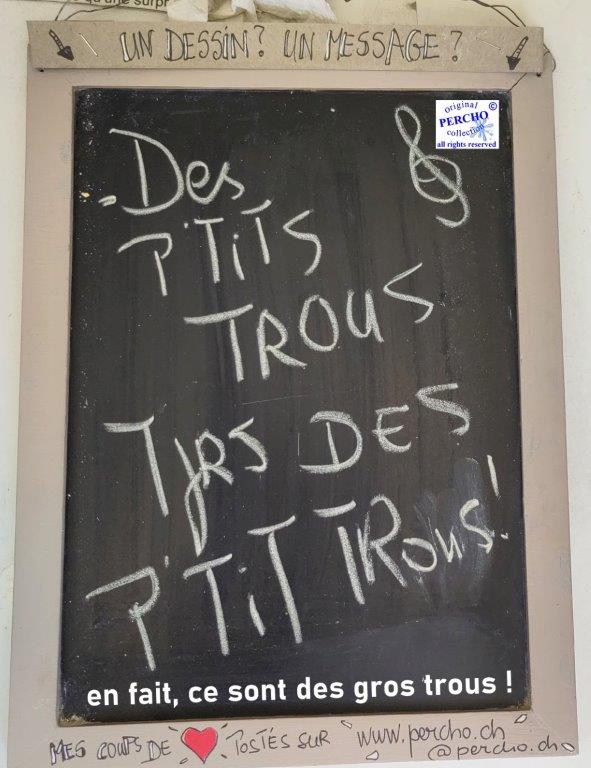 UN DESSIN? UN MESSAGE?
original ©
PERCHO
collection
all rights reserved
Des
P'TiTS
TROUS
TJRS DES
P'TiT TROUS!
en fait, ce sont des gros trous !
MES COUPS DE ❤ POSTÉS SUR www.percho.ch
@percho.ch